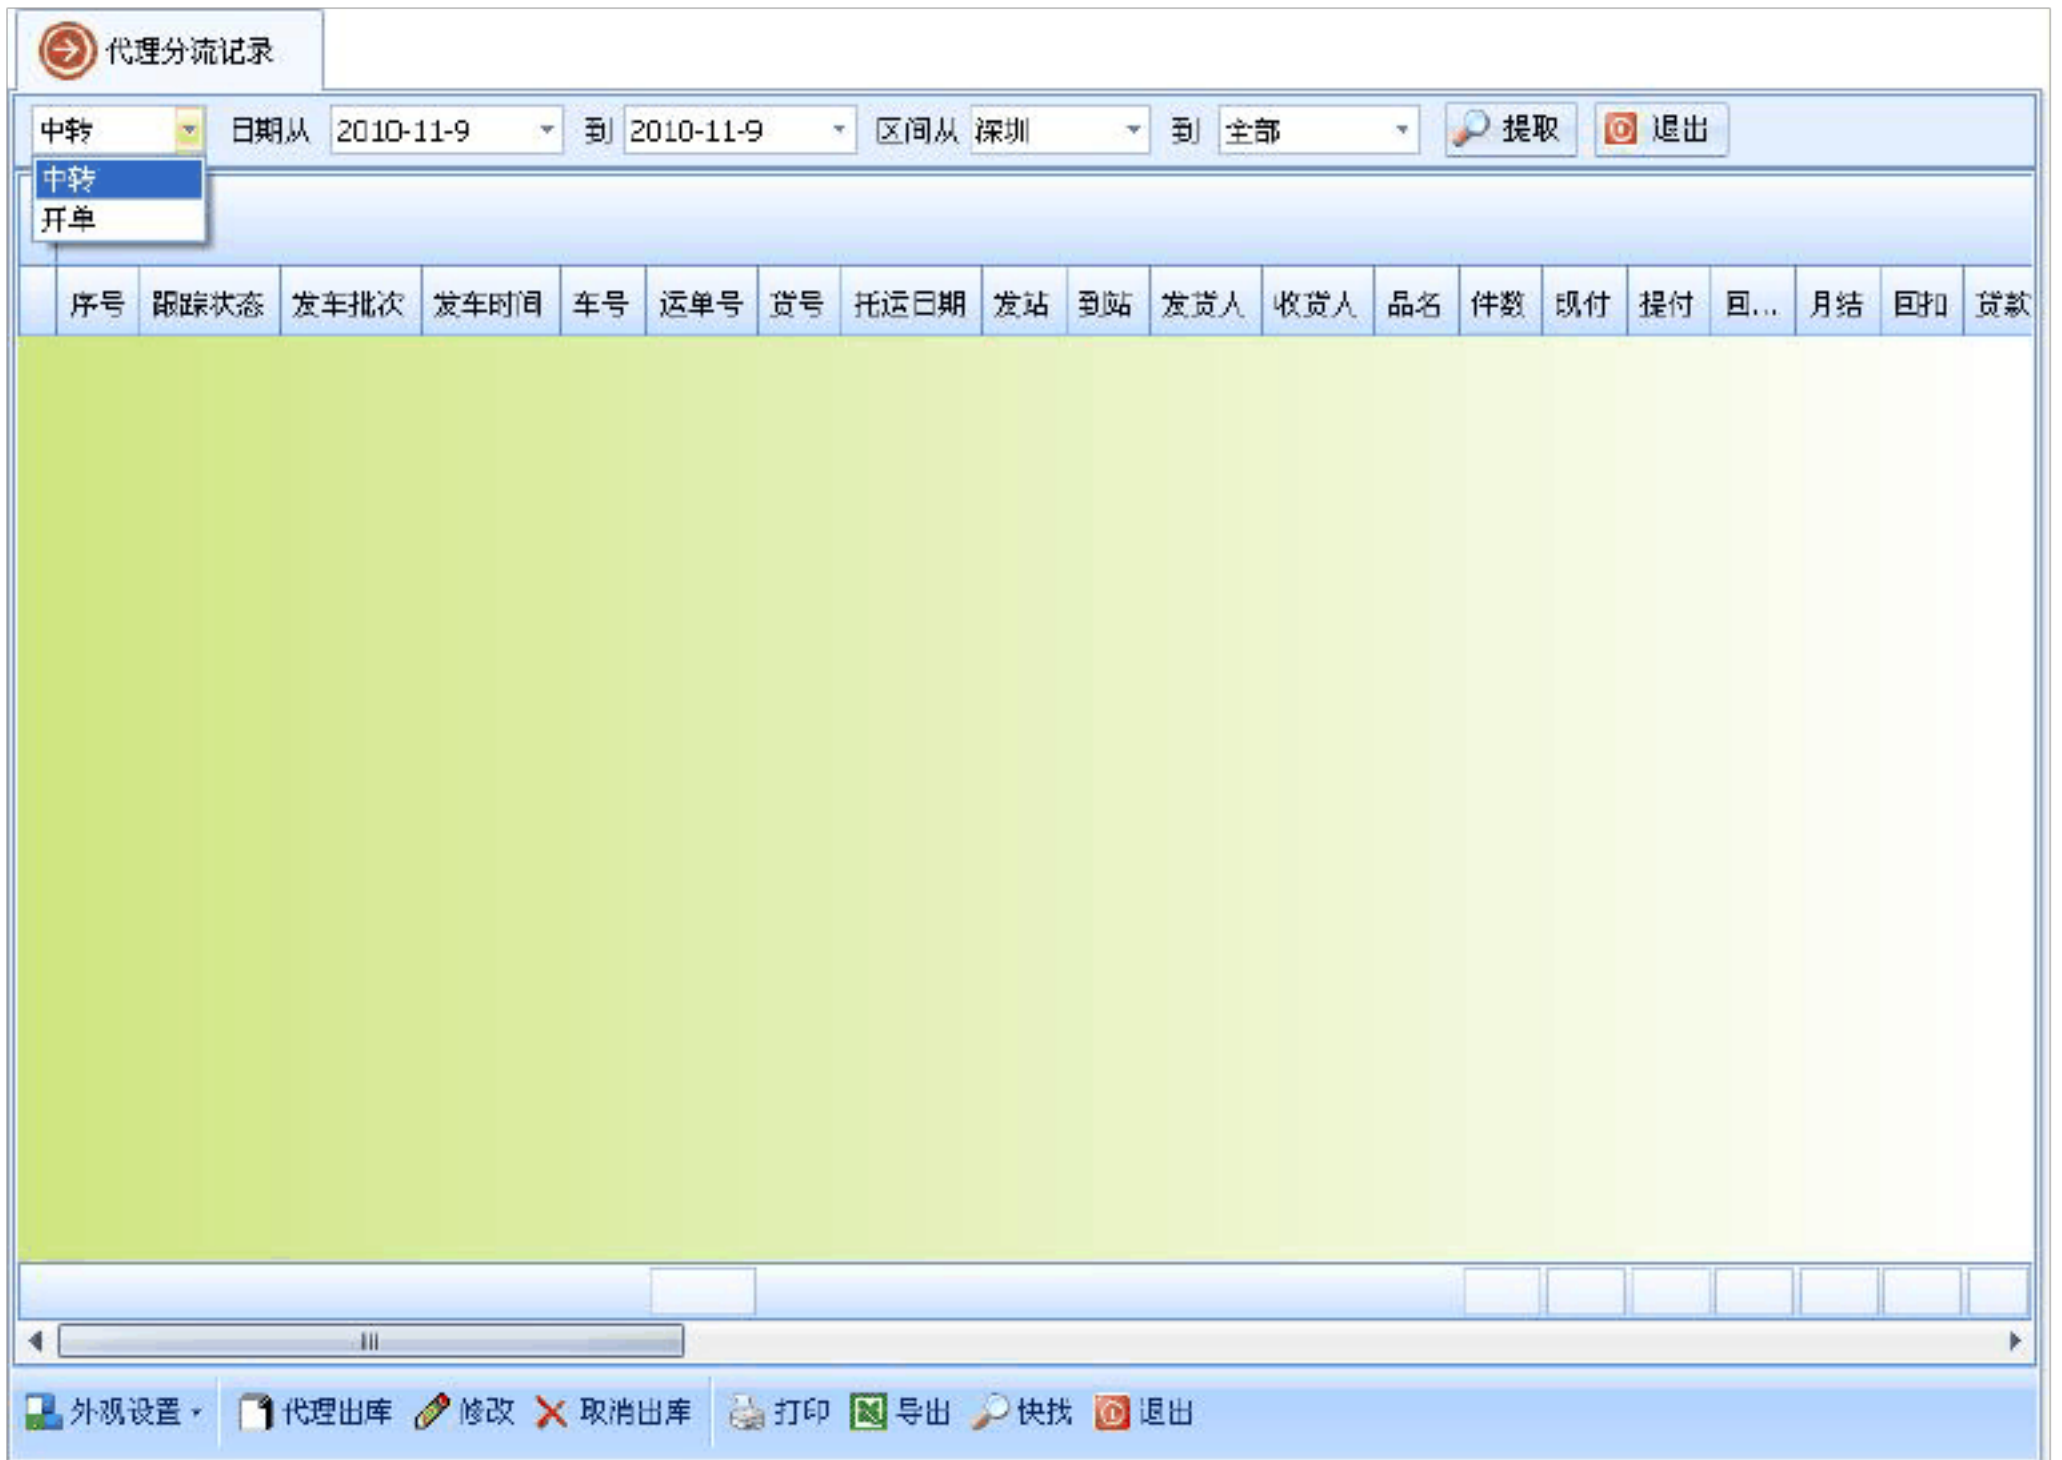 代理分流记录
中转 日期从 2010-11-9 到 2010-11-9 区间从 深圳 到 全部 提取 退出
中转
开单
序号 跟踪状态 发车批次 发车时间 车号 运单号 货号 托运日期 发站 到站 发货人 收货人 品名 件数 现付 提付 回... 月结 回扣 货款
外观设置 代理出库 修改 取消出库 打印 导出 快找 退出